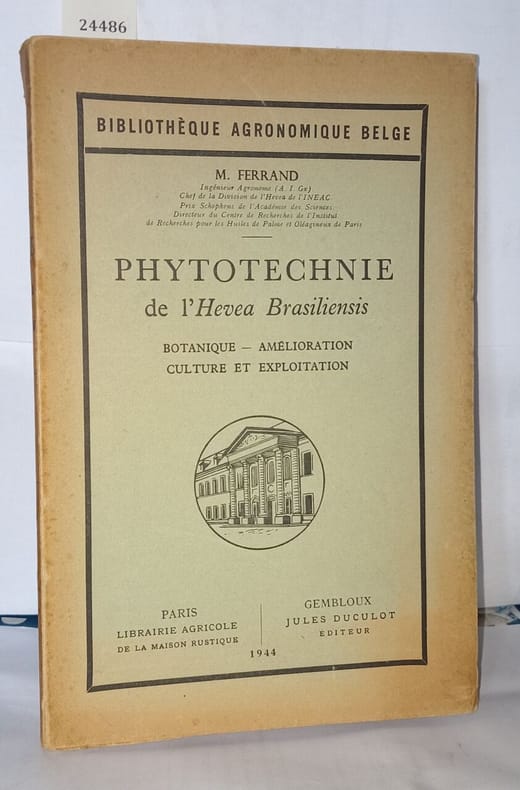 24486
BIBLIOTHÈQUE AGRONOMIQUE BELGE
M. FERRAND
Ingénieur Agronome (A. I. Gx)
Chef de la Division de l'Hevea de l'INEAC
Prix Schophens de l'Académie des Sciences
Directeur du Centre de Recherches de l'Institut
de Recherches pour les Huiles de Palme et Oléagineux de Paris
PHYTOTECHNIE
de l'Hevea Brasiliensis
BOTANIQUE — AMÉLIORATION
CULTURE ET EXPLOITATION
PARIS
LIBRAIRIE AGRICOLE
DE LA MAISON RUSTIQUE
GEMBLOUX
JULES DUCULOT
EDITEUR
1944